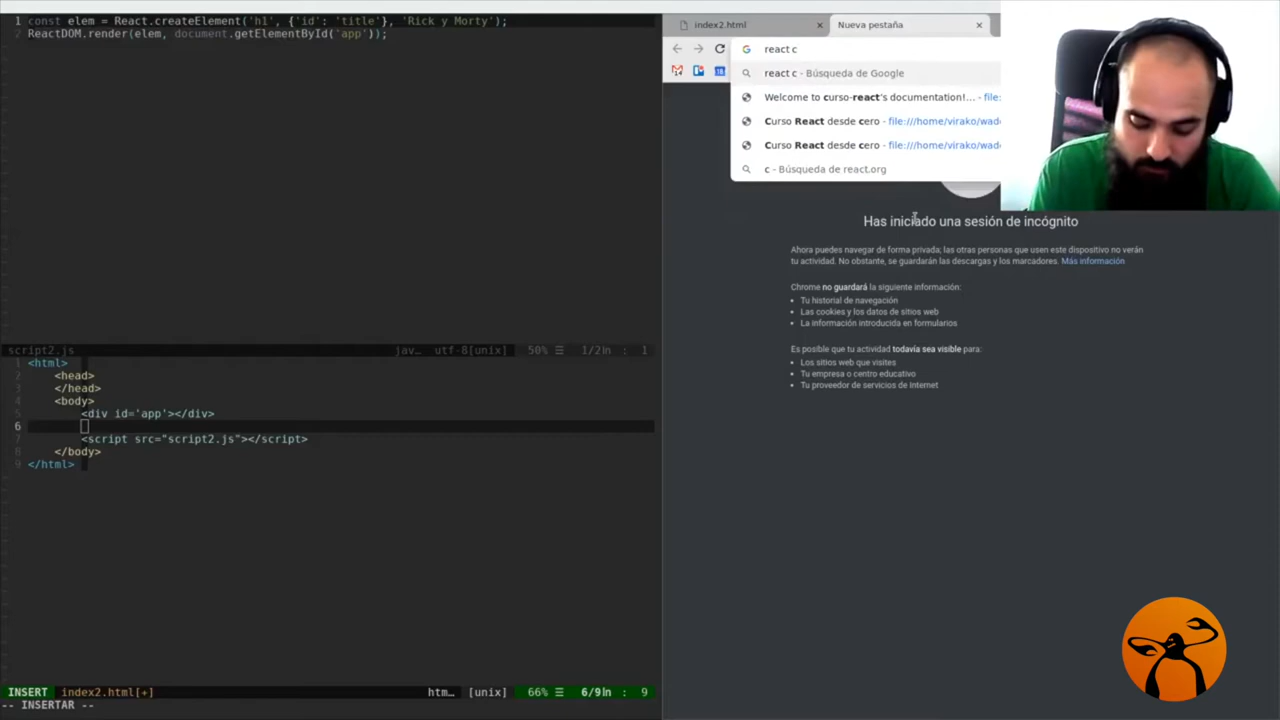 1 const elem = React.createElement('h1', {'id': 'title'}, 'Rick y Morty');
2 ReactDOM.render(elem, document.getElementById('app'));
script2.js jav… utf-8[unix] 50% ☰ 1/2㏑ : 1
1 <html>
2 <head>
3 </head>
4 <body>
5 <div id='app'></div>
6
7 <script src="script2.js"></script>
8 </body>
9 </html>
INSERT index2.html[+] htm… [unix] 66% ☰ 6/9㏑ : 9
-- INSERTAR --
index2.html × Nueva pestaña ×
react c
react c - Búsqueda de Google
Welcome to curso-react's documentation!… - file:
Curso React desde cero - file:///home/virako/wad
Curso React desde cero - file:///home/virako/wad
c - Búsqueda de react.org
Has iniciado una sesión de incógnito
Ahora puedes navegar de forma privada; las otras personas que usen este dispositivo no verán
tu actividad. No obstante, se guardarán las descargas y los marcadores. Más información
Chrome no guardará la siguiente información:
• Tu historial de navegación
• Las cookies y los datos de sitios web
• La información introducida en formularios
Es posible que tu actividad todavía sea visible para:
• Los sitios web que visites
• Tu empresa o centro educativo
• Tu proveedor de servicios de Internet